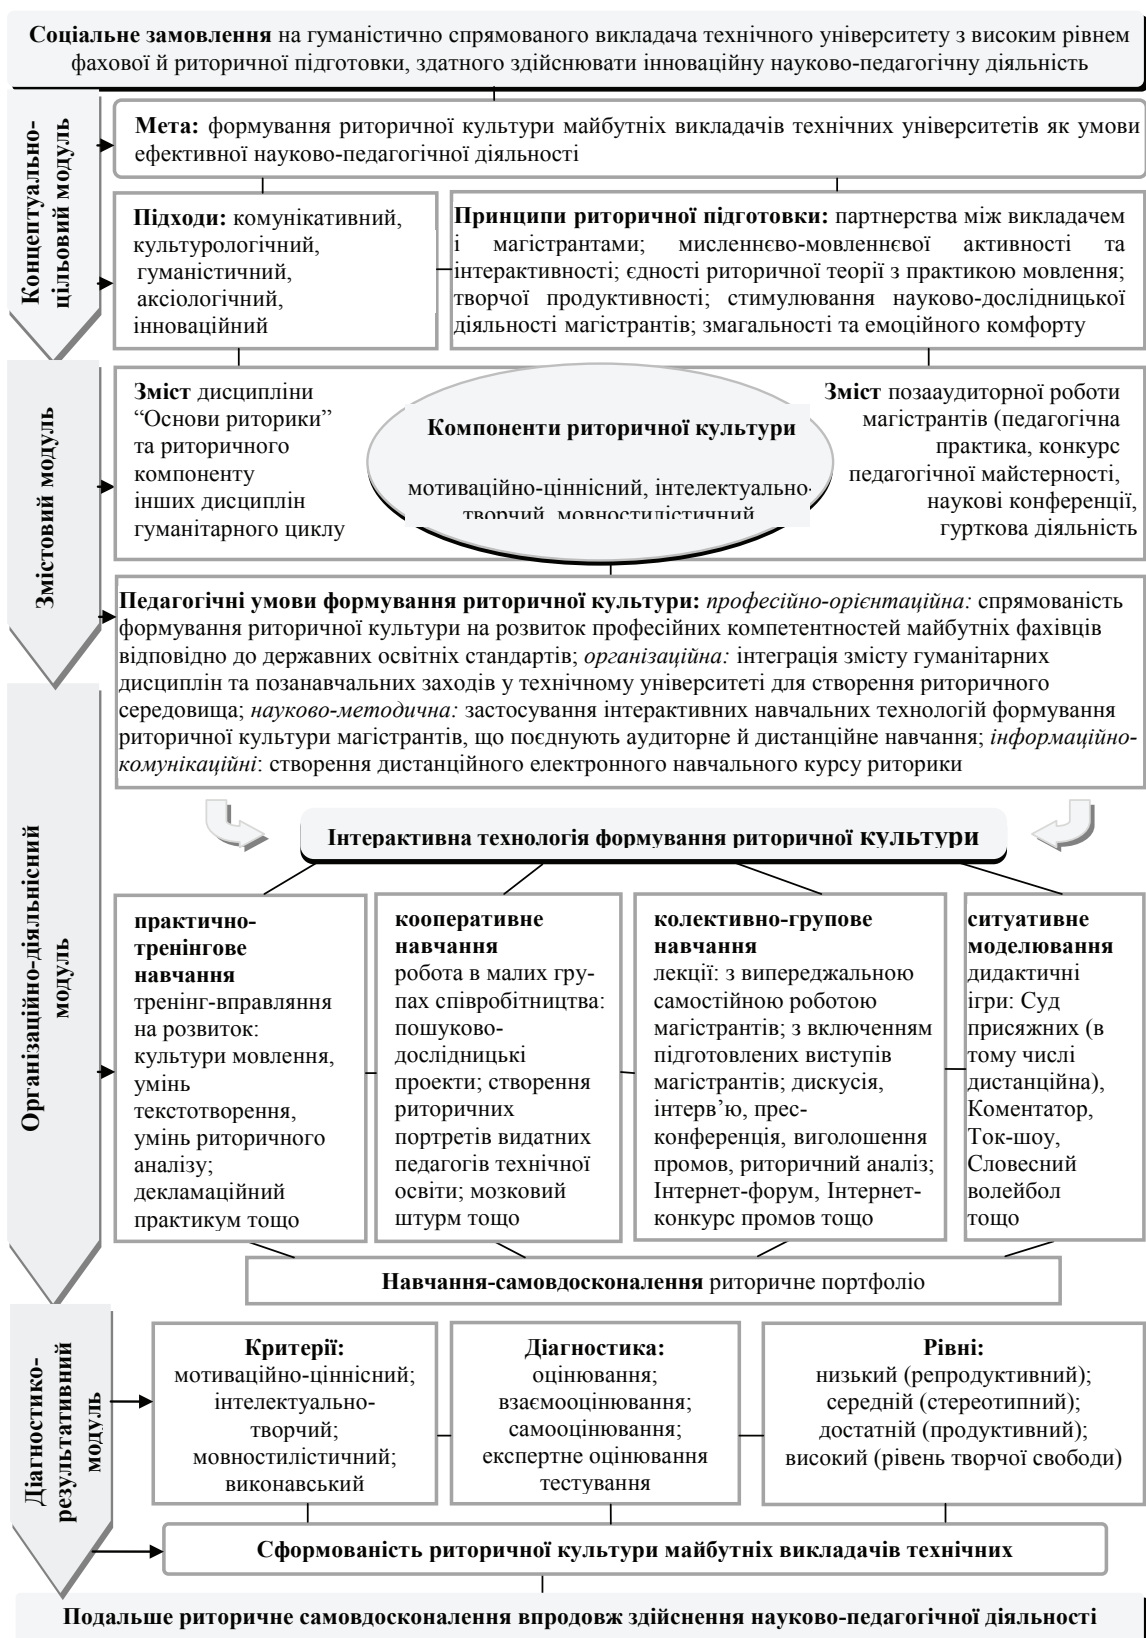 Соціальне замовлення на гуманістично спрямованого викладача технічного університету з високим рівнем
фахової й риторичної підготовки, здатного здійснювати інноваційну науково-педагогічну діяльність
Концептуально-
цільовий модуль
Мета: формування риторичної культури майбутніх викладачів технічних університетів як умови
ефективної науково-педагогічної діяльності
Підходи: комунікативний,
культурологічний,
гуманістичний,
аксіологічний,
інноваційний
Принципи риторичної підготовки: партнерства між викладачем
і магістрантами; мисленнєво-мовленнєвої активності та
інтерактивності; єдності риторичної теорії з практикою мовлення;
творчої продуктивності; стимулювання науково-дослідницької
діяльності магістрантів; змагальності та емоційного комфорту
Змістовий модуль
Зміст дисципліни
“Основи риторики”
та риторичного
компоненту
інших дисциплін
гуманітарного циклу
Компоненти риторичної культури
мотиваційно-ціннісний, інтелектуально-
творчий, мовностилістичний
Зміст позааудиторної роботи
магістрантів (педагогічна
практика, конкурс
педагогічної майстерності,
наукові конференції,
гурткова діяльність
Педагогічні умови формування риторичної культури: професійно-орієнтаційна: спрямованість
формування риторичної культури на розвиток професійних компетентностей майбутніх фахівців
відповідно до державних освітніх стандартів; організаційна: інтеграція змісту гуманітарних
дисциплін та позанавчальних заходів у технічному університеті для створення риторичного
середовища; науково-методична: застосування інтерактивних навчальних технологій формування
риторичної культури магістрантів, що поєднують аудиторне й дистанційне навчання; інформаційно-
комунікаційні: створення дистанційного електронного навчального курсу риторики
Організаційно-діяльнісний
модуль
Інтерактивна технологія формування риторичної культури
практично-
тренінгове
навчання
тренінг-вправляння
на розвиток:
культури мовлення,
умінь
текстотворення,
умінь риторичного
аналізу;
декламаційний
практикум тощо
кооперативне
навчання
робота в малих гру-
пах співробітництва:
пошуково-
дослідницькі
проекти; створення
риторичних
портретів видатних
педагогів технічної
освіти; мозковий
штурм тощо
колективно-групове
навчання
лекції: з випереджальною
самостійною роботою
магістрантів; з включенням
підготовлених виступів
магістрантів; дискусія,
інтерв’ю, прес-
конференція, виголошення
промов, риторичний аналіз;
Інтернет-форум, Інтернет-
конкурс промов тощо
ситуативне
моделювання
дидактичні
ігри: Суд
присяжних (в
тому числі
дистанційна),
Коментатор,
Ток-шоу,
Словесний
волейбол
тощо
Навчання-самовдосконалення риторичне портфоліо
Діагностико-
результативний
модуль
Критерії:
мотиваційно-ціннісний;
інтелектуально-
творчий;
мовностилістичний;
виконавський
Діагностика:
оцінювання;
взаємооцінювання;
самооцінювання;
експертне оцінювання
тестування
Рівні:
низький (репродуктивний);
середній (стереотипний);
достатній (продуктивний);
високий (рівень творчої свободи)
Сформованість риторичної культури майбутніх викладачів технічних
Подальше риторичне самовдосконалення впродовж здійснення науково-педагогічної діяльності